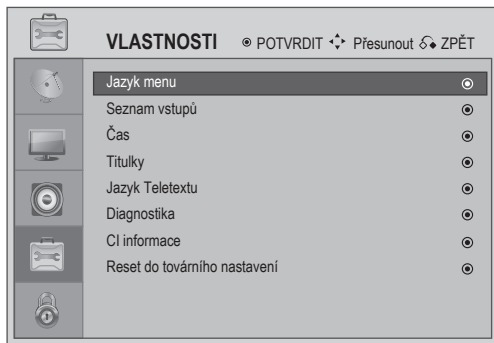 VLASTNOSTI POTVRDIT Přesunout ZPĚT
Jazyk menu
Seznam vstupů
Čas
Titulky
Jazyk Teletextu
Diagnostika
CI informace
Reset do továrního nastavení